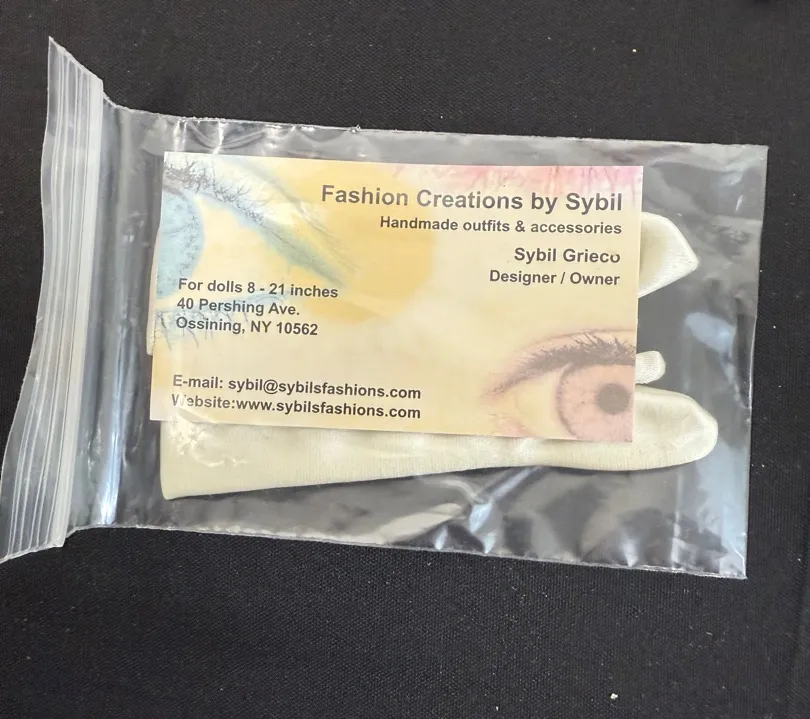 Fashion Creations by Sybil
Handmade outfits & accessories
Sybil Grieco
Designer / Owner
For dolls 8 - 21 inches
40 Pershing Ave.
Ossining, NY 10562
E-mail: sybil@sybilsfashions.com
Website:www.sybilsfashions.com